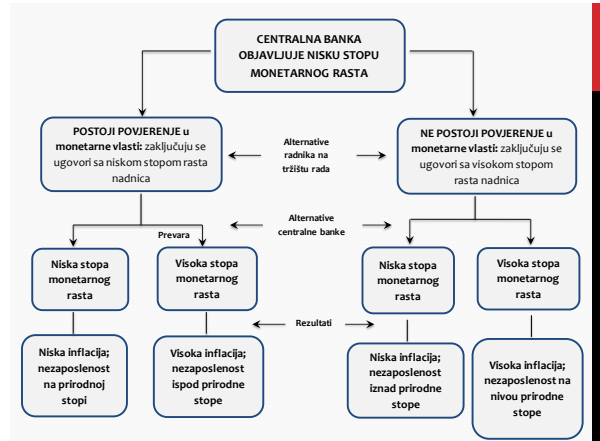 CENTRALNA BANKA
OBJAVLJUJE NISKU STOPU
MONETARNOG RASTA
POSTOJI POVJERENJE u
monetarne vlasti: zaključuju se
ugovori sa niskom stopom rasta
nadnica
Alternative
radnika na
tržištu rada
NE POSTOJI POVJERENJE u
monetarne vlasti: zaključuju se
ugovori sa visokom stopom
rasta nadnica
Alternative
centralne banke
Prevara
Niska stopa
monetarnog
rasta
Visoka stopa
monetarnog
rasta
Niska stopa
monetarnog
rasta
Visoka stopa
monetarnog
rasta
Rezultati
Niska inflacija;
nezaposlenost
na prirodnoj
stopi
Visoka inflacija;
nezaposlenost
ispod prirodne
stope
Niska inflacija;
nezaposlenost
iznad prirodne
stope
Visoka inflacija;
nezaposlenost na
nivou prirodne
stope